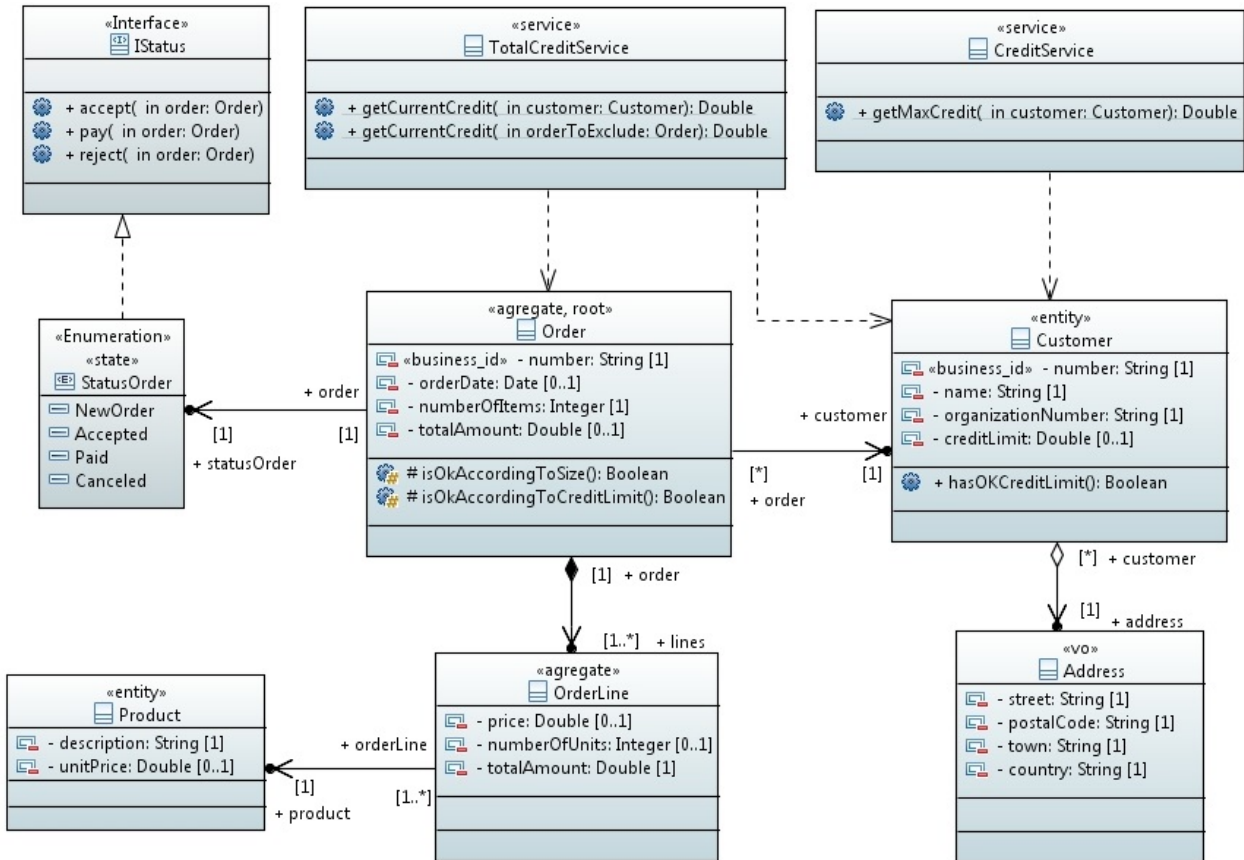 «Interface»
IStatus
+ accept( in order: Order)
+ pay( in order: Order)
+ reject( in order: Order)
«service»
TotalCreditService
+ getCurrentCredit( in customer: Customer): Double
+ getCurrentCredit( in orderToExclude: Order): Double
«service»
CreditService
+ getMaxCredit( in customer: Customer): Double
«Enumeration»
«state»
StatusOrder
NewOrder
Accepted
Paid
Canceled
+ order
[1]
[1]
+ statusOrder
«agregate, root»
Order
«business_id» - number: String [1]
- orderDate: Date [0..1]
- numberOfItems: Integer [1]
- totalAmount: Double [0..1]
# isOkAccordingToSize(): Boolean
# isOkAccordingToCreditLimit(): Boolean
+ customer
[*]
[1]
+ order
«entity»
Customer
«business_id» - number: String [1]
- name: String [1]
- organizationNumber: String [1]
- creditLimit: Double [0..1]
+ hasOKCreditLimit(): Boolean
[1] + order
[1..*] + lines
[*] + customer
[1]
+ address
«entity»
Product
- description: String [1]
- unitPrice: Double [0..1]
+ orderLine
[1]
[1..*]
+ product
«agregate»
OrderLine
- price: Double [0..1]
- numberOfUnits: Integer [0..1]
- totalAmount: Double [1]
«vo»
Address
- street: String [1]
- postalCode: String [1]
- town: String [1]
- country: String [1]